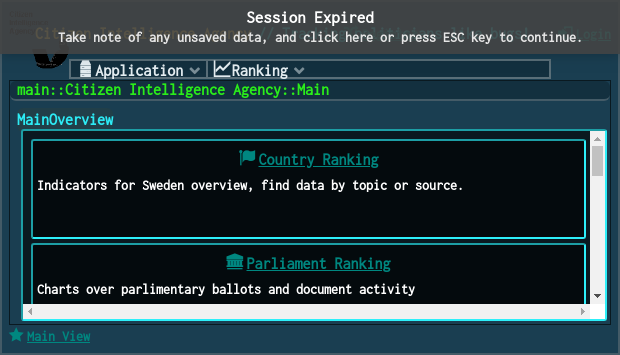 Session Expired
Take note of any unsaved data, and click here or press ESC key to continue.
Login
Application
Ranking
main::Citizen Intelligence Agency::Main
MainOverview
Country Ranking
Indicators for Sweden overview, find data by topic or source.
Parliament Ranking
Charts over parlimentary ballots and document activity
Main View